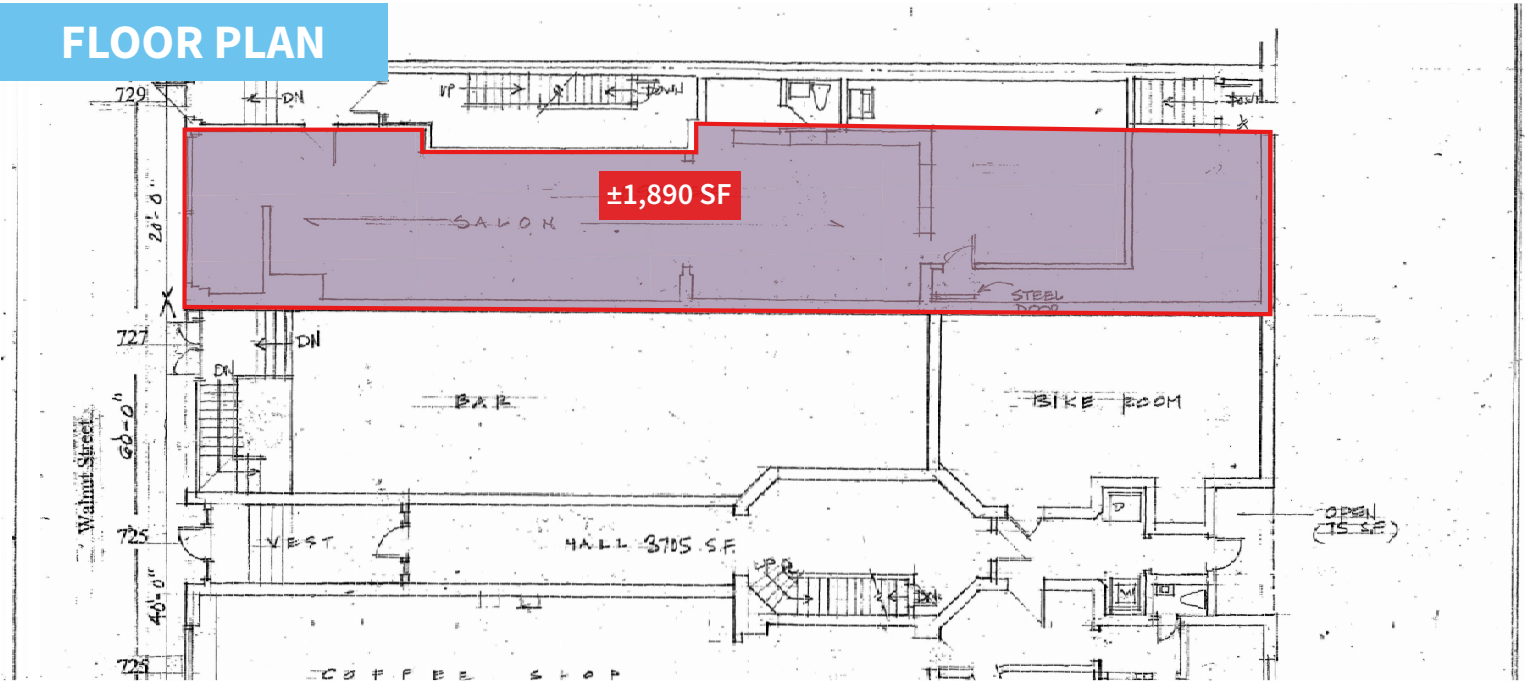 FLOOR PLAN
729
DN
UP
DOWN
DOWN
20'-0"
±1,890 SF
SALON
STEEL
DOOR
727
DN
DN
BAR
BIKE ROOM
60'-0"
Walnut Street
725
VEST
HALL 3705 S.F.
D
OPEN
(75 S.F.)
UP
DN
40'-0"
725
COFFEE SHOP